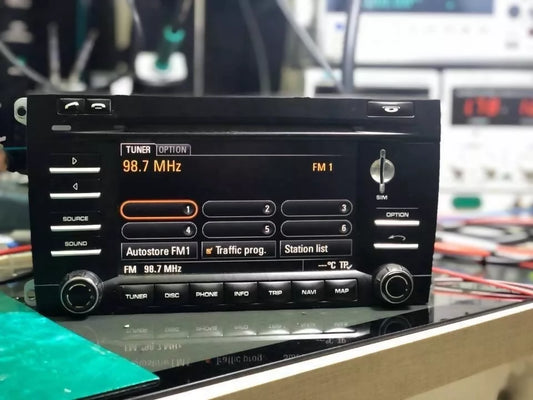 TUNER OPTION
98.7 MHz FM 1
1 2 3
SIM
4 5 6
SOURCE
OPTION
SOUND
Autostore FM1 Traffic prog. Station list
FM 98.7 MHz --.-°C TP
TUNER DISC PHONE INFO TRIP NAVI MAP